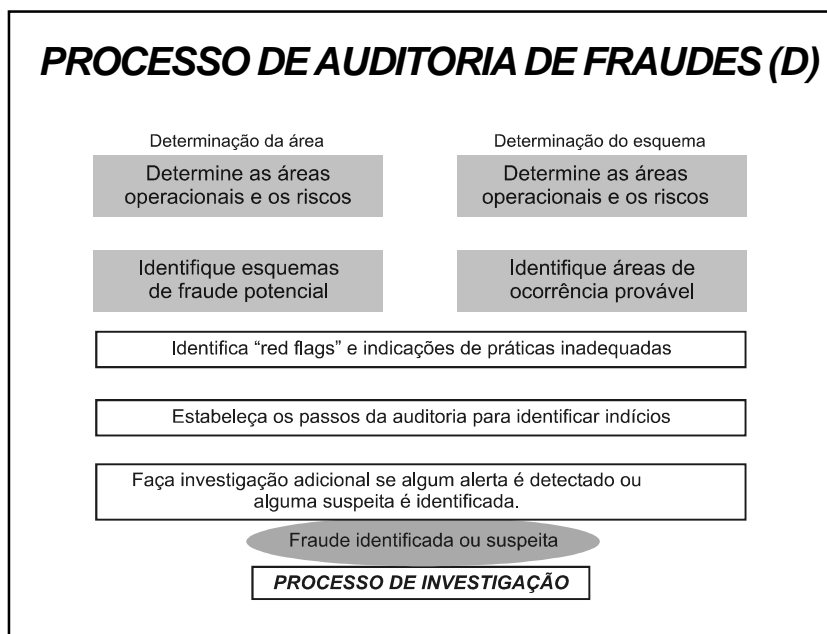 PROCESSO DE AUDITORIA DE FRAUDES (D)
Determinação da área
Determine as áreas
operacionais e os riscos
Identifique esquemas
de fraude potencial
Determinação do esquema
Determine as áreas
operacionais e os riscos
Identifique áreas de
ocorrência provável
Identifica “red flags” e indicações de práticas inadequadas
Estabeleça os passos da auditoria para identificar indícios
Faça investigação adicional se algum alerta é detectado ou
alguma suspeita é identificada.
Fraude identificada ou suspeita
PROCESSO DE INVESTIGAÇÃO